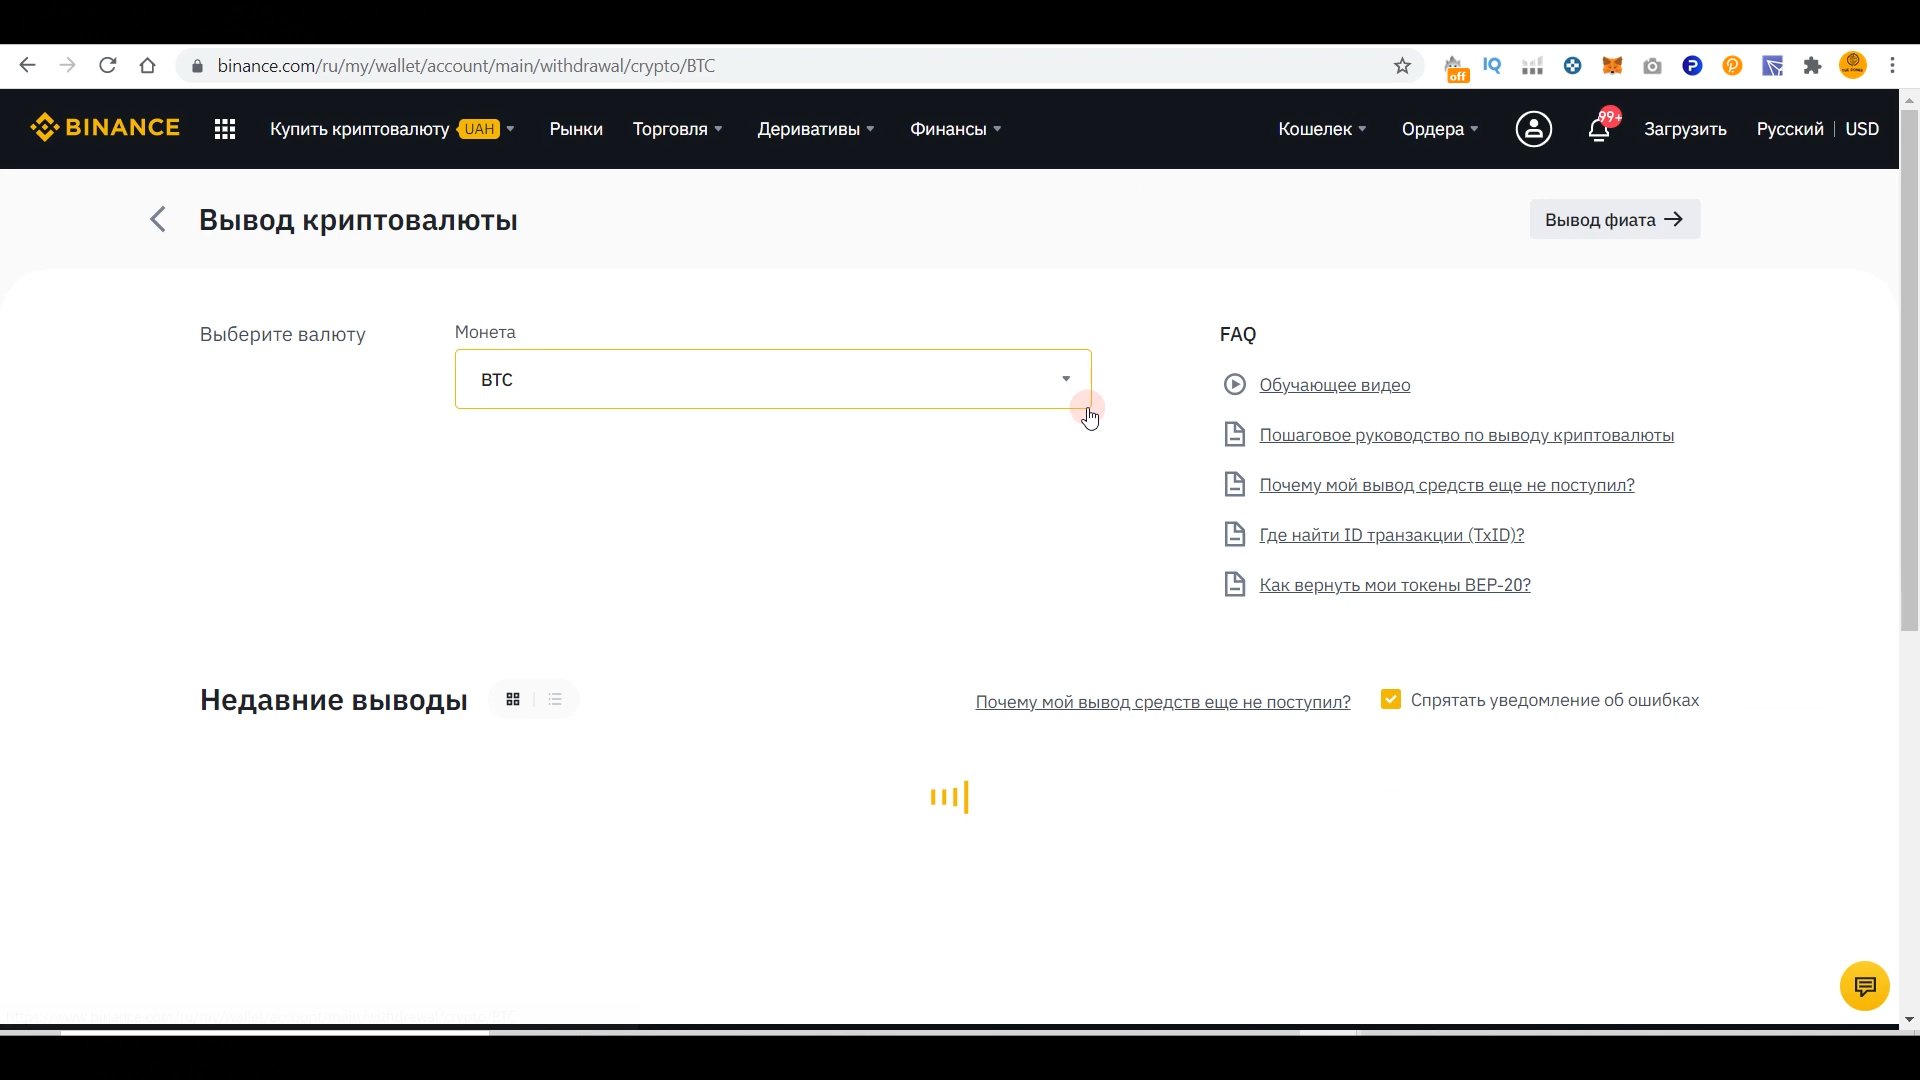 binance.com/ru/my/wallet/account/main/withdrawal/crypto/BTC
off
IQ
BINANCE
Купить криптовалюту UAH
Рынки
Торговля
Деривативы
Финансы
Кошелек
Ордера
99+
Загрузить
Русский
USD
Вывод криптовалюты
Вывод фиата
Выберите валюту
Монета
BTC
FAQ
Обучающее видео
Пошаговое руководство по выводу криптовалюты
Почему мой вывод средств еще не поступил?
Где найти ID транзакции (TxID)?
Как вернуть мои токены BEP-20?
Недавние выводы
Почему мой вывод средств еще не поступил?
Спрятать уведомление об ошибках